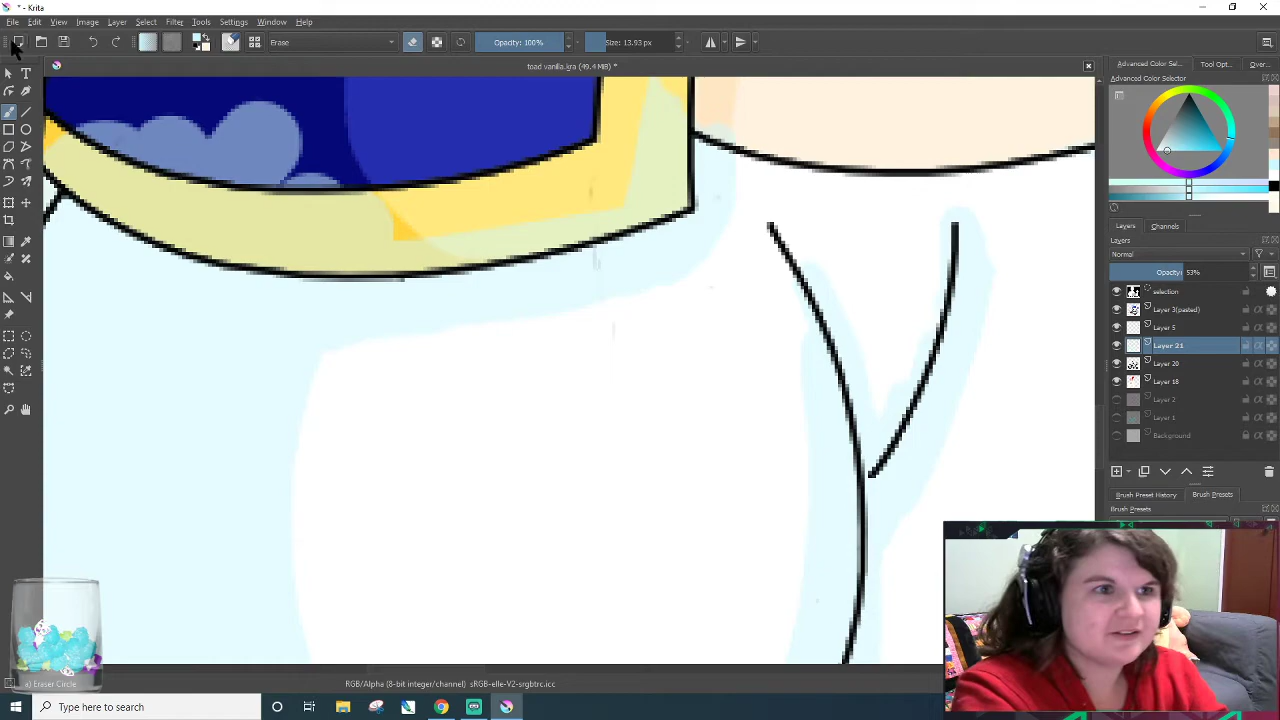 * - Krita
File Edit View Image Layer Select Filter Tools Settings Window Help
Erase Opacity: 100% Size: 13.93 px
toad vanilla.kra (49.4 MiB) *
Advanced Color Sel... Tool Opt... Over...
Advanced Color Selector
Layers Channels
Layers
Normal
Opacity: 53%
selection
Layer 3(pasted)
Layer 5
Layer 21
Layer 20
Layer 18
Layer 2
Layer 1
Background
Brush Preset History Brush Presets
Brush Presets
a) Eraser Circle RGB/Alpha (8-bit integer/channel) sRGB-elle-V2-srgbtrc.icc
Type here to search